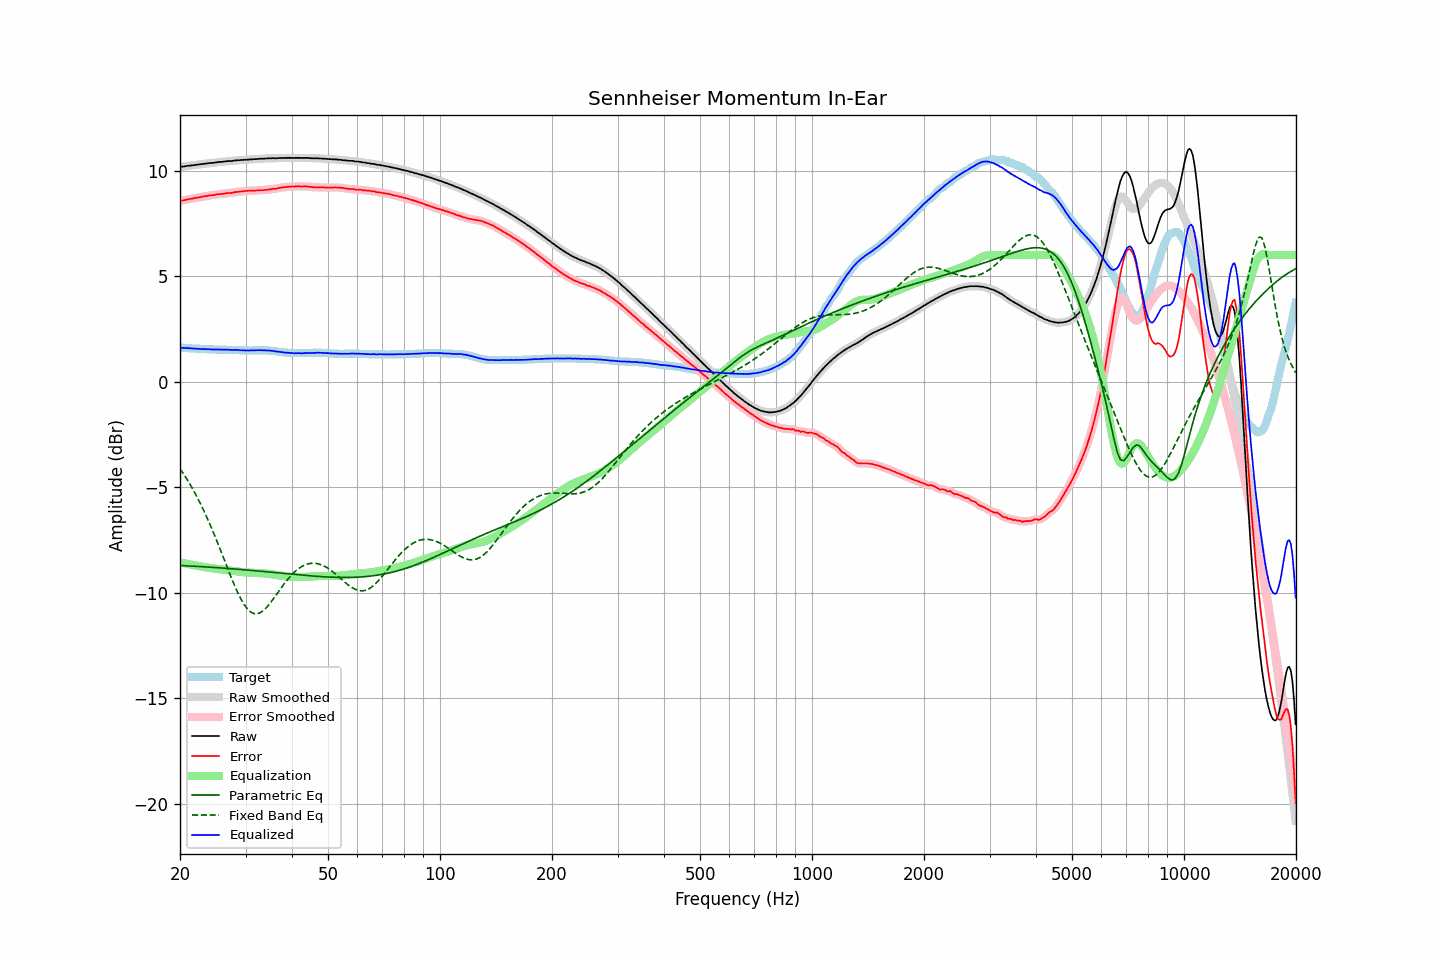 Sennheiser Momentum In-Ear
Amplitude (dBr)
10
5
0
−5
−10
−15
−20
Target
Raw Smoothed
Error Smoothed
Raw
Error
Equalization
Parametric Eq
Fixed Band Eq
Equalized
20 50 100 200 500 1000 2000 5000 10000 20000
Frequency (Hz)